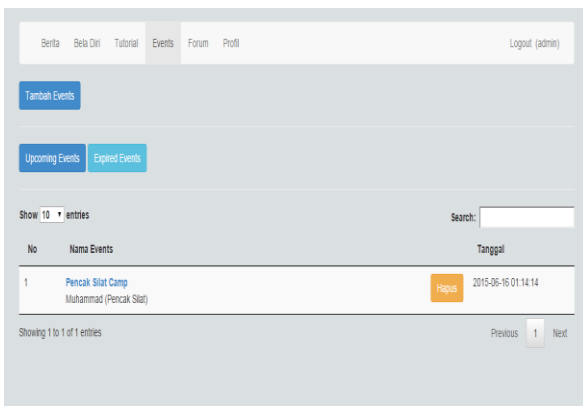 Berita Bela Diri Tutorial Events Forum Profil Logout (admin)
Tambah Events
Upcoming Events Expired Events
Show 10 entries Search:
No Nama Events Tanggal
1 Pencak Silat Camp Hapus 2015-06-16 01:14:14
Muhammad (Pencak Silat)
Showing 1 to 1 of 1 entries Previous 1 Next